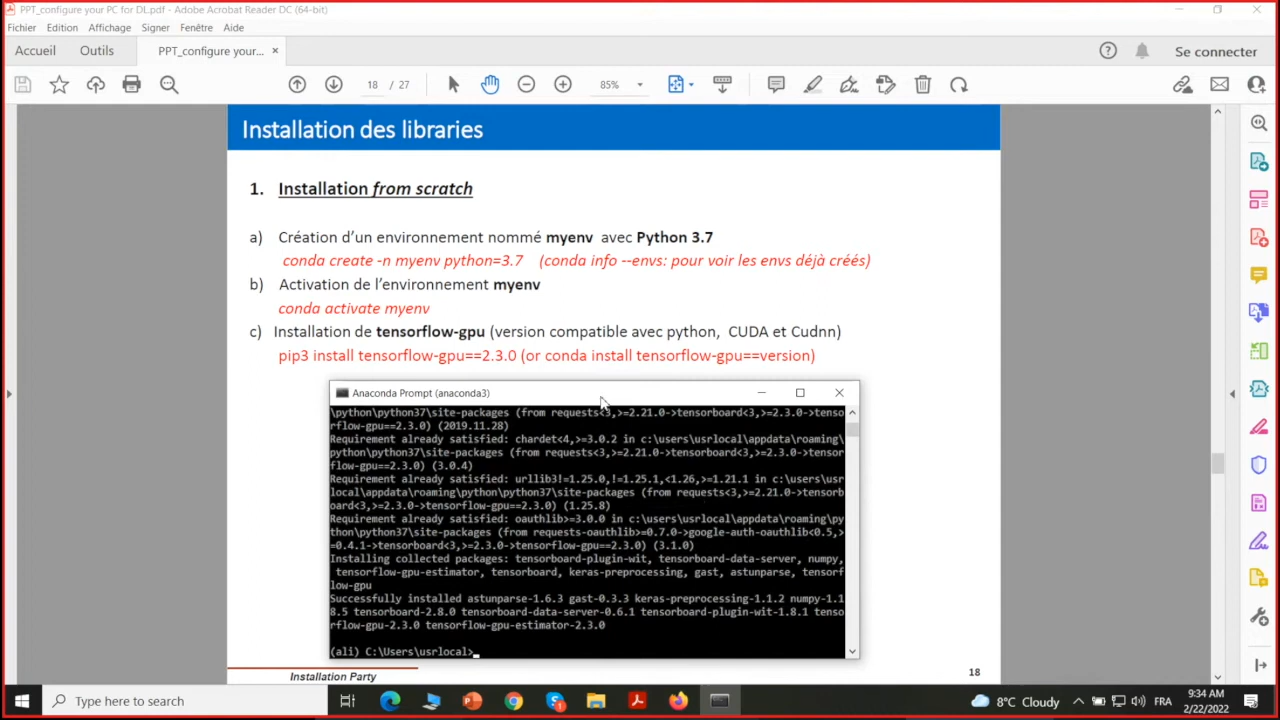 PPT_configure your PC for DL.pdf - Adobe Acrobat Reader DC (64-bit)
Fichier Edition Affichage Signer Fenêtre Aide
Accueil Outils PPT_configure your... × Se connecter
18 / 27 85%
Installation des libraries
1. Installation from scratch
a) Création d’un environnement nommé myenv avec Python 3.7
conda create -n myenv python=3.7 (conda info --envs: pour voir les envs déjà créés)
b) Activation de l’environnement myenv
conda activate myenv
c) Installation de tensorflow-gpu (version compatible avec python, CUDA et Cudnn)
pip3 install tensorflow-gpu==2.3.0 (or conda install tensorflow-gpu==version)
Anaconda Prompt (anaconda3)
\python\python37\site-packages (from requests<3,>=2.21.0->tensorboard<3,>=2.3.0->tenso
rflow-gpu==2.3.0) (2019.11.28)
Requirement already satisfied: chardet<4,>=3.0.2 in c:\users\usrlocal\appdata\roaming\
python\python37\site-packages (from requests<3,>=2.21.0->tensorboard<3,>=2.3.0->tensor
flow-gpu==2.3.0) (3.0.4)
Requirement already satisfied: urllib3!=1.25.0,!=1.25.1,<1.26,>=1.21.1 in c:\users\usr
local\appdata\roaming\python\python37\site-packages (from requests<3,>=2.21.0->tensorb
oard<3,>=2.3.0->tensorflow-gpu==2.3.0) (1.25.8)
Requirement already satisfied: oauthlib>=3.0.0 in c:\users\usrlocal\appdata\roaming\py
thon\python37\site-packages (from requests-oauthlib>=0.7.0->google-auth-oauthlib<0.5,>
=0.4.1->tensorboard<3,>=2.3.0->tensorflow-gpu==2.3.0) (3.1.0)
Installing collected packages: tensorboard-plugin-wit, tensorboard-data-server, numpy,
tensorflow-gpu-estimator, tensorboard, keras-preprocessing, gast, astunparse, tensorf
low-gpu
Successfully installed astunparse-1.6.3 gast-0.3.3 keras-preprocessing-1.1.2 numpy-1.1
8.5 tensorboard-2.8.0 tensorboard-data-server-0.6.1 tensorboard-plugin-wit-1.8.1 tenso
rflow-gpu-2.3.0 tensorflow-gpu-estimator-2.3.0
(ali) C:\Users\usrlocal>
Installation Party 18
Type here to search 8°C Cloudy FRA 9:34 AM
2/22/2022